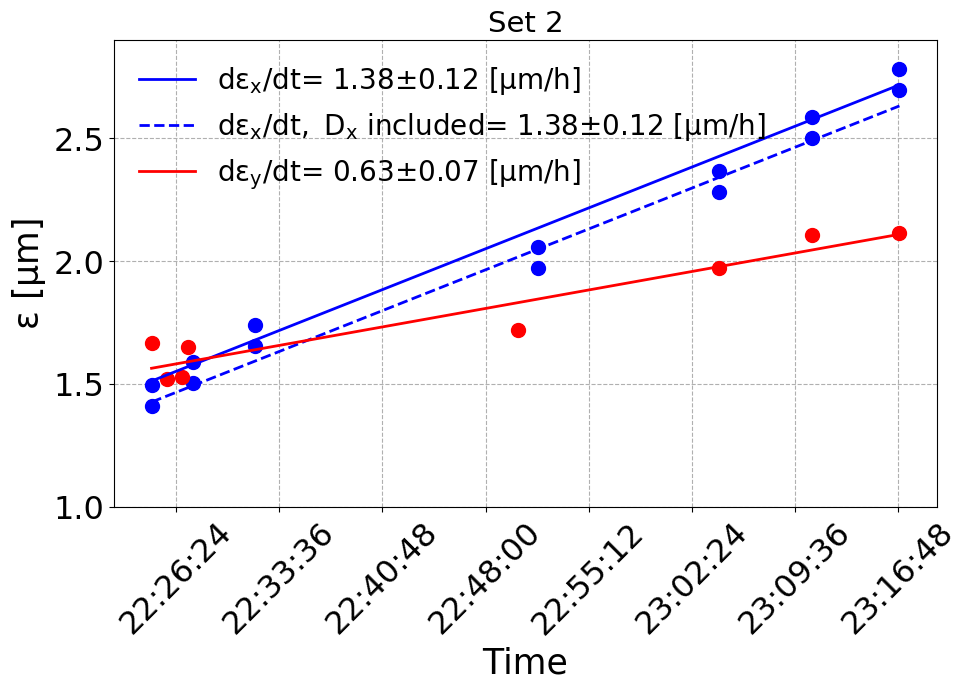 Set 2
dεx/dt= 1.38±0.12 [μm/h]
dεx/dt, Dx included= 1.38±0.12 [μm/h]
dεy/dt= 0.63±0.07 [μm/h]
ε [μm]
2.5
2.0
1.5
1.0
22:26:24
22:33:36
22:40:48
22:48:00
22:55:12
23:02:24
23:09:36
23:16:48
Time